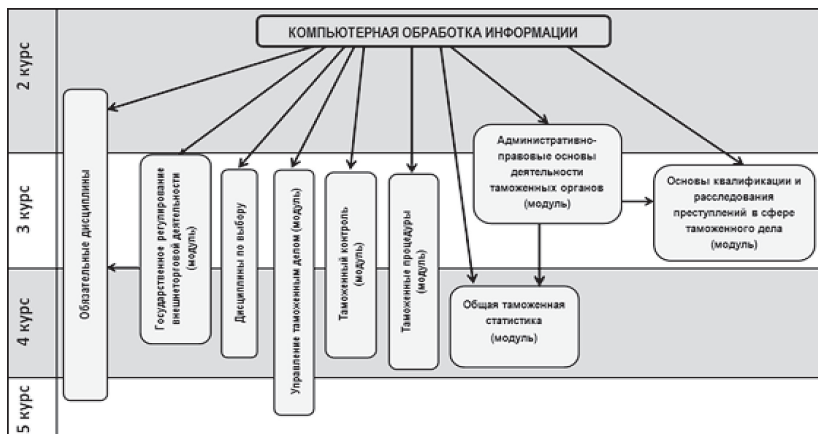 КОМПЬЮТЕРНАЯ ОБРАБОТКА ИНФОРМАЦИИ
2 курс
3 курс
4 курс
5 курс
Обязательные дисциплины
Государственное регулирование
внешнеторговой деятельности
(модуль)
Дисциплины по выбору
Управление таможенным делом (модуль)
Таможенный контроль
(модуль)
Таможенные процедуры
(модуль)
Административно-
правовые основы
деятельности
таможенных органов
(модуль)
Основы квалификации и
расследования
преступлений в сфере
таможенного дела
(модуль)
Общая таможенная
статистика
(модуль)